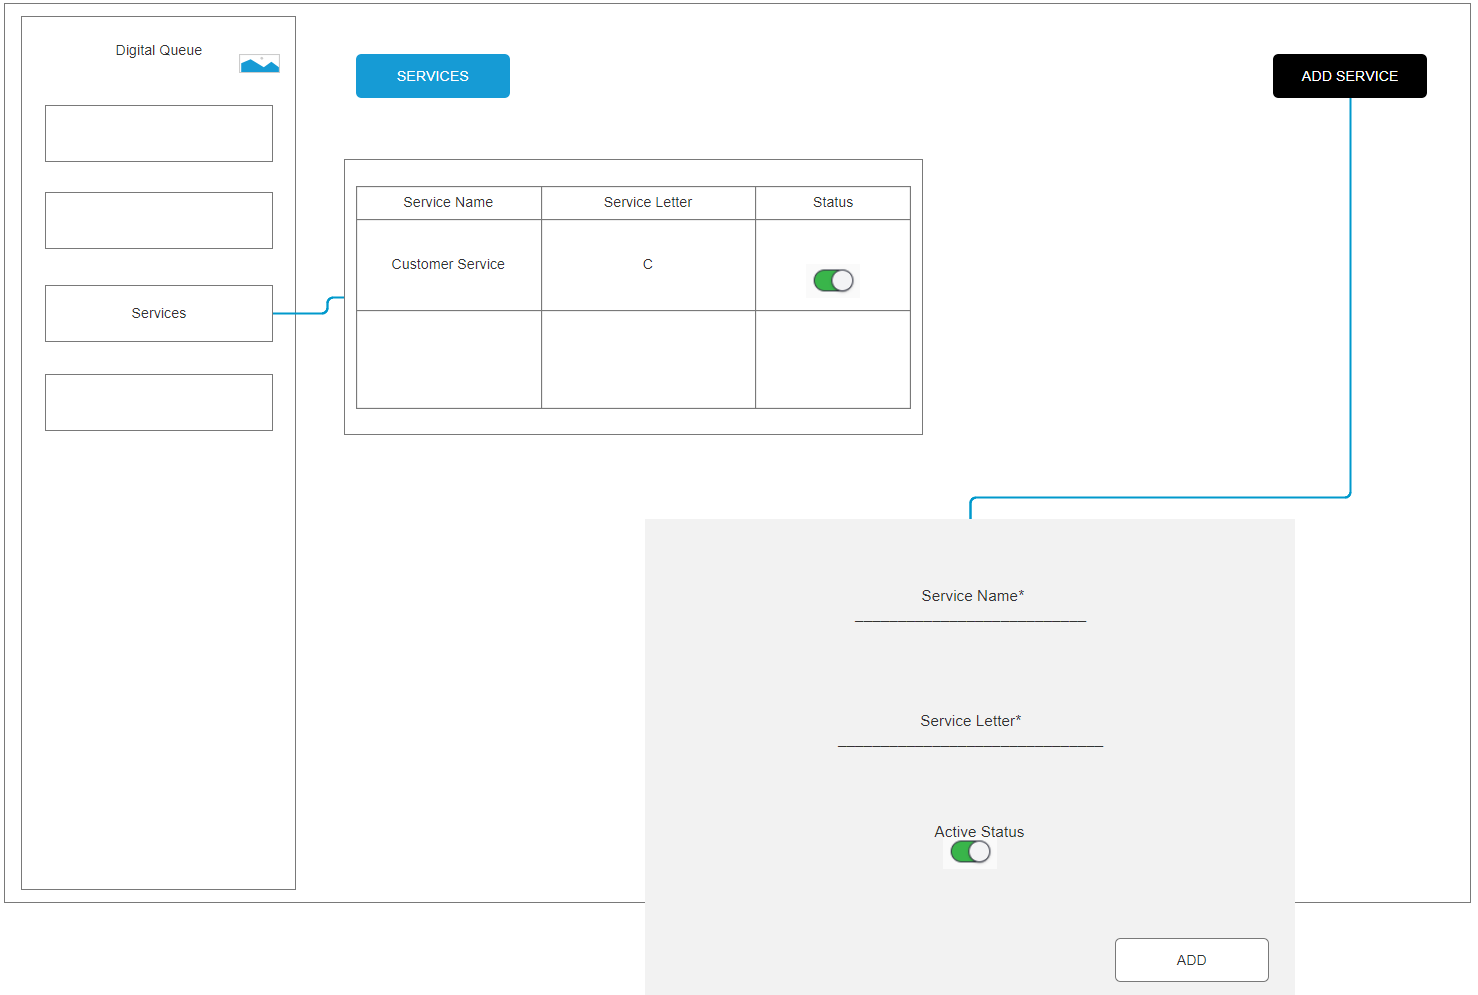 Digital Queue
SERVICES
ADD SERVICE
Service Name
Service Letter
Status
Customer Service
C
Services
Service Name*
Service Letter*
Active Status
ADD